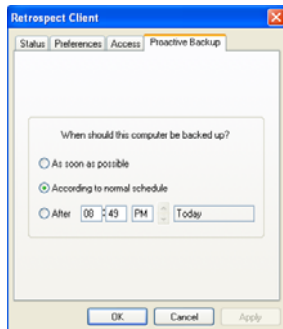 Retrospect Client
Status Preferences Access Proactive Backup
When should this computer be backed up?
As soon as possible
According to normal schedule
After 08 : 49 PM Today
OK Cancel Apply